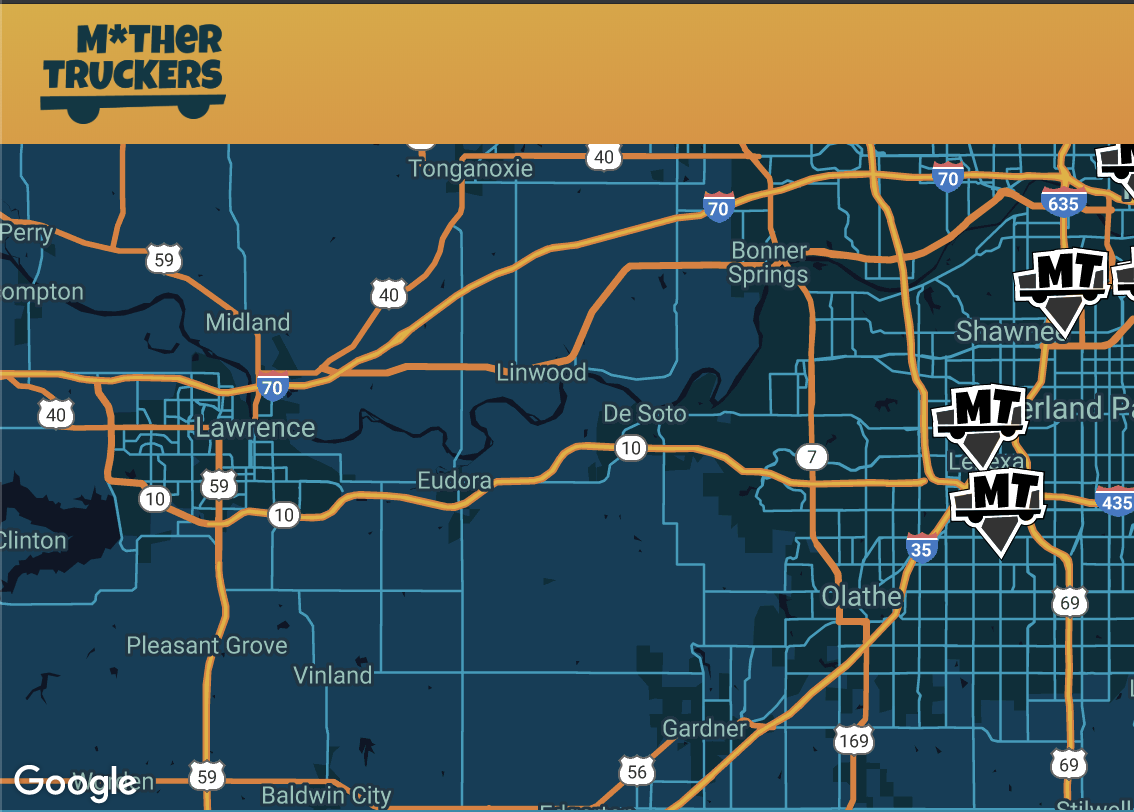 M*THER
TRUCKERS
Tonganoxie
40
70
70
635
Perry
59
Bonner
Springs
MT
ompton
40
Midland
Shawnee
70
Linwood
40
De Soto
MT
erland Pa
Lawrence
10
7
Le exa
Eudora
59
MT
10
10
435
Clinton
35
Olathe
69
Pleasant Grove
Vinland
Gardner
169
56
69
59
Google
Baldwin City